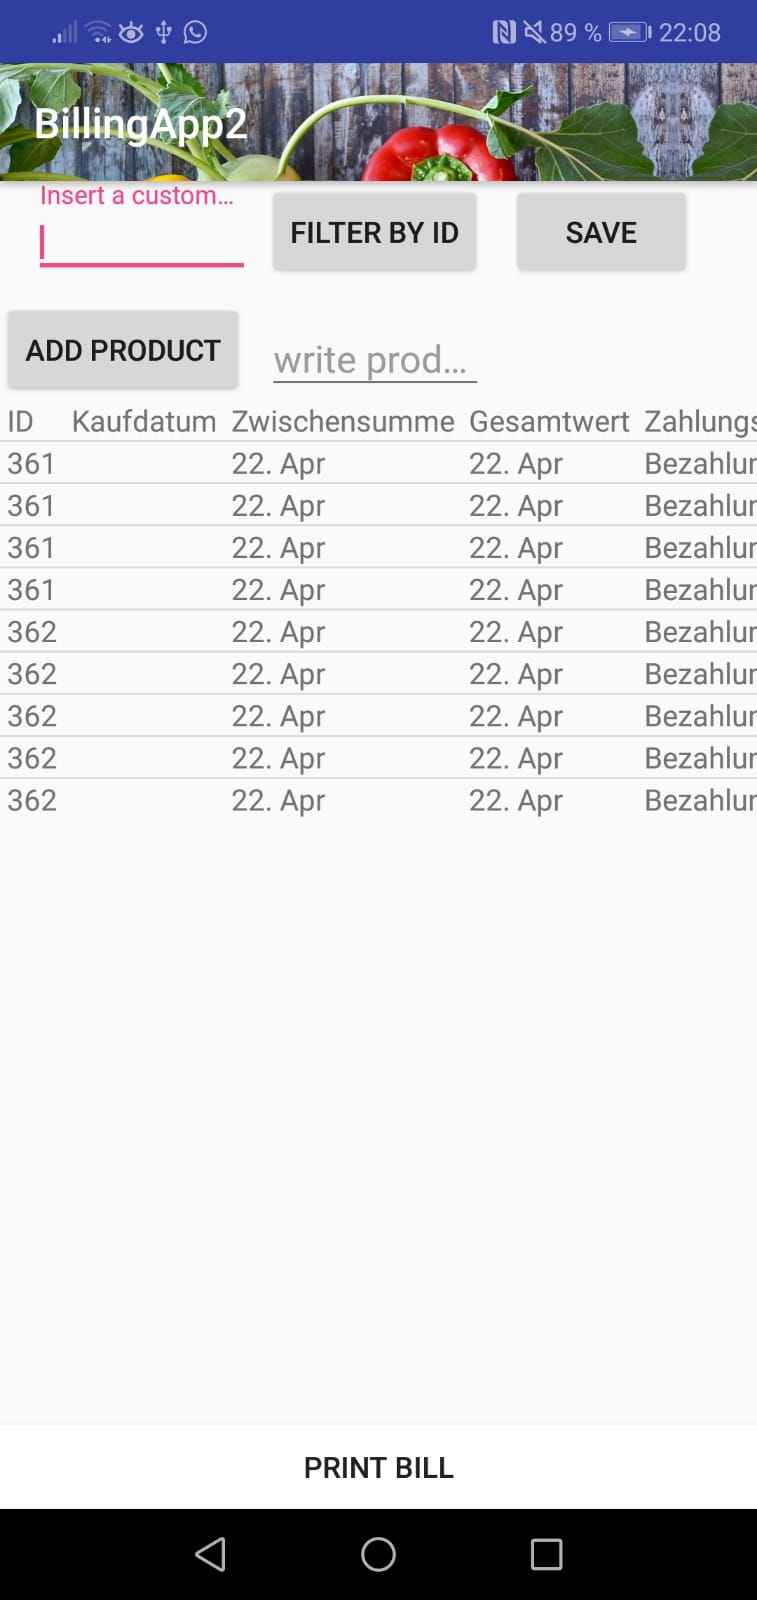 89 % 22:08
BillingApp2
Insert a custom...
FILTER BY ID SAVE
ADD PRODUCT write prod...
ID Kaufdatum Zwischensumme Gesamtwert Zahlungs
361 22. Apr 22. Apr Bezahlur
361 22. Apr 22. Apr Bezahlur
361 22. Apr 22. Apr Bezahlur
361 22. Apr 22. Apr Bezahlur
362 22. Apr 22. Apr Bezahlur
362 22. Apr 22. Apr Bezahlur
362 22. Apr 22. Apr Bezahlur
362 22. Apr 22. Apr Bezahlur
362 22. Apr 22. Apr Bezahlur
PRINT BILL